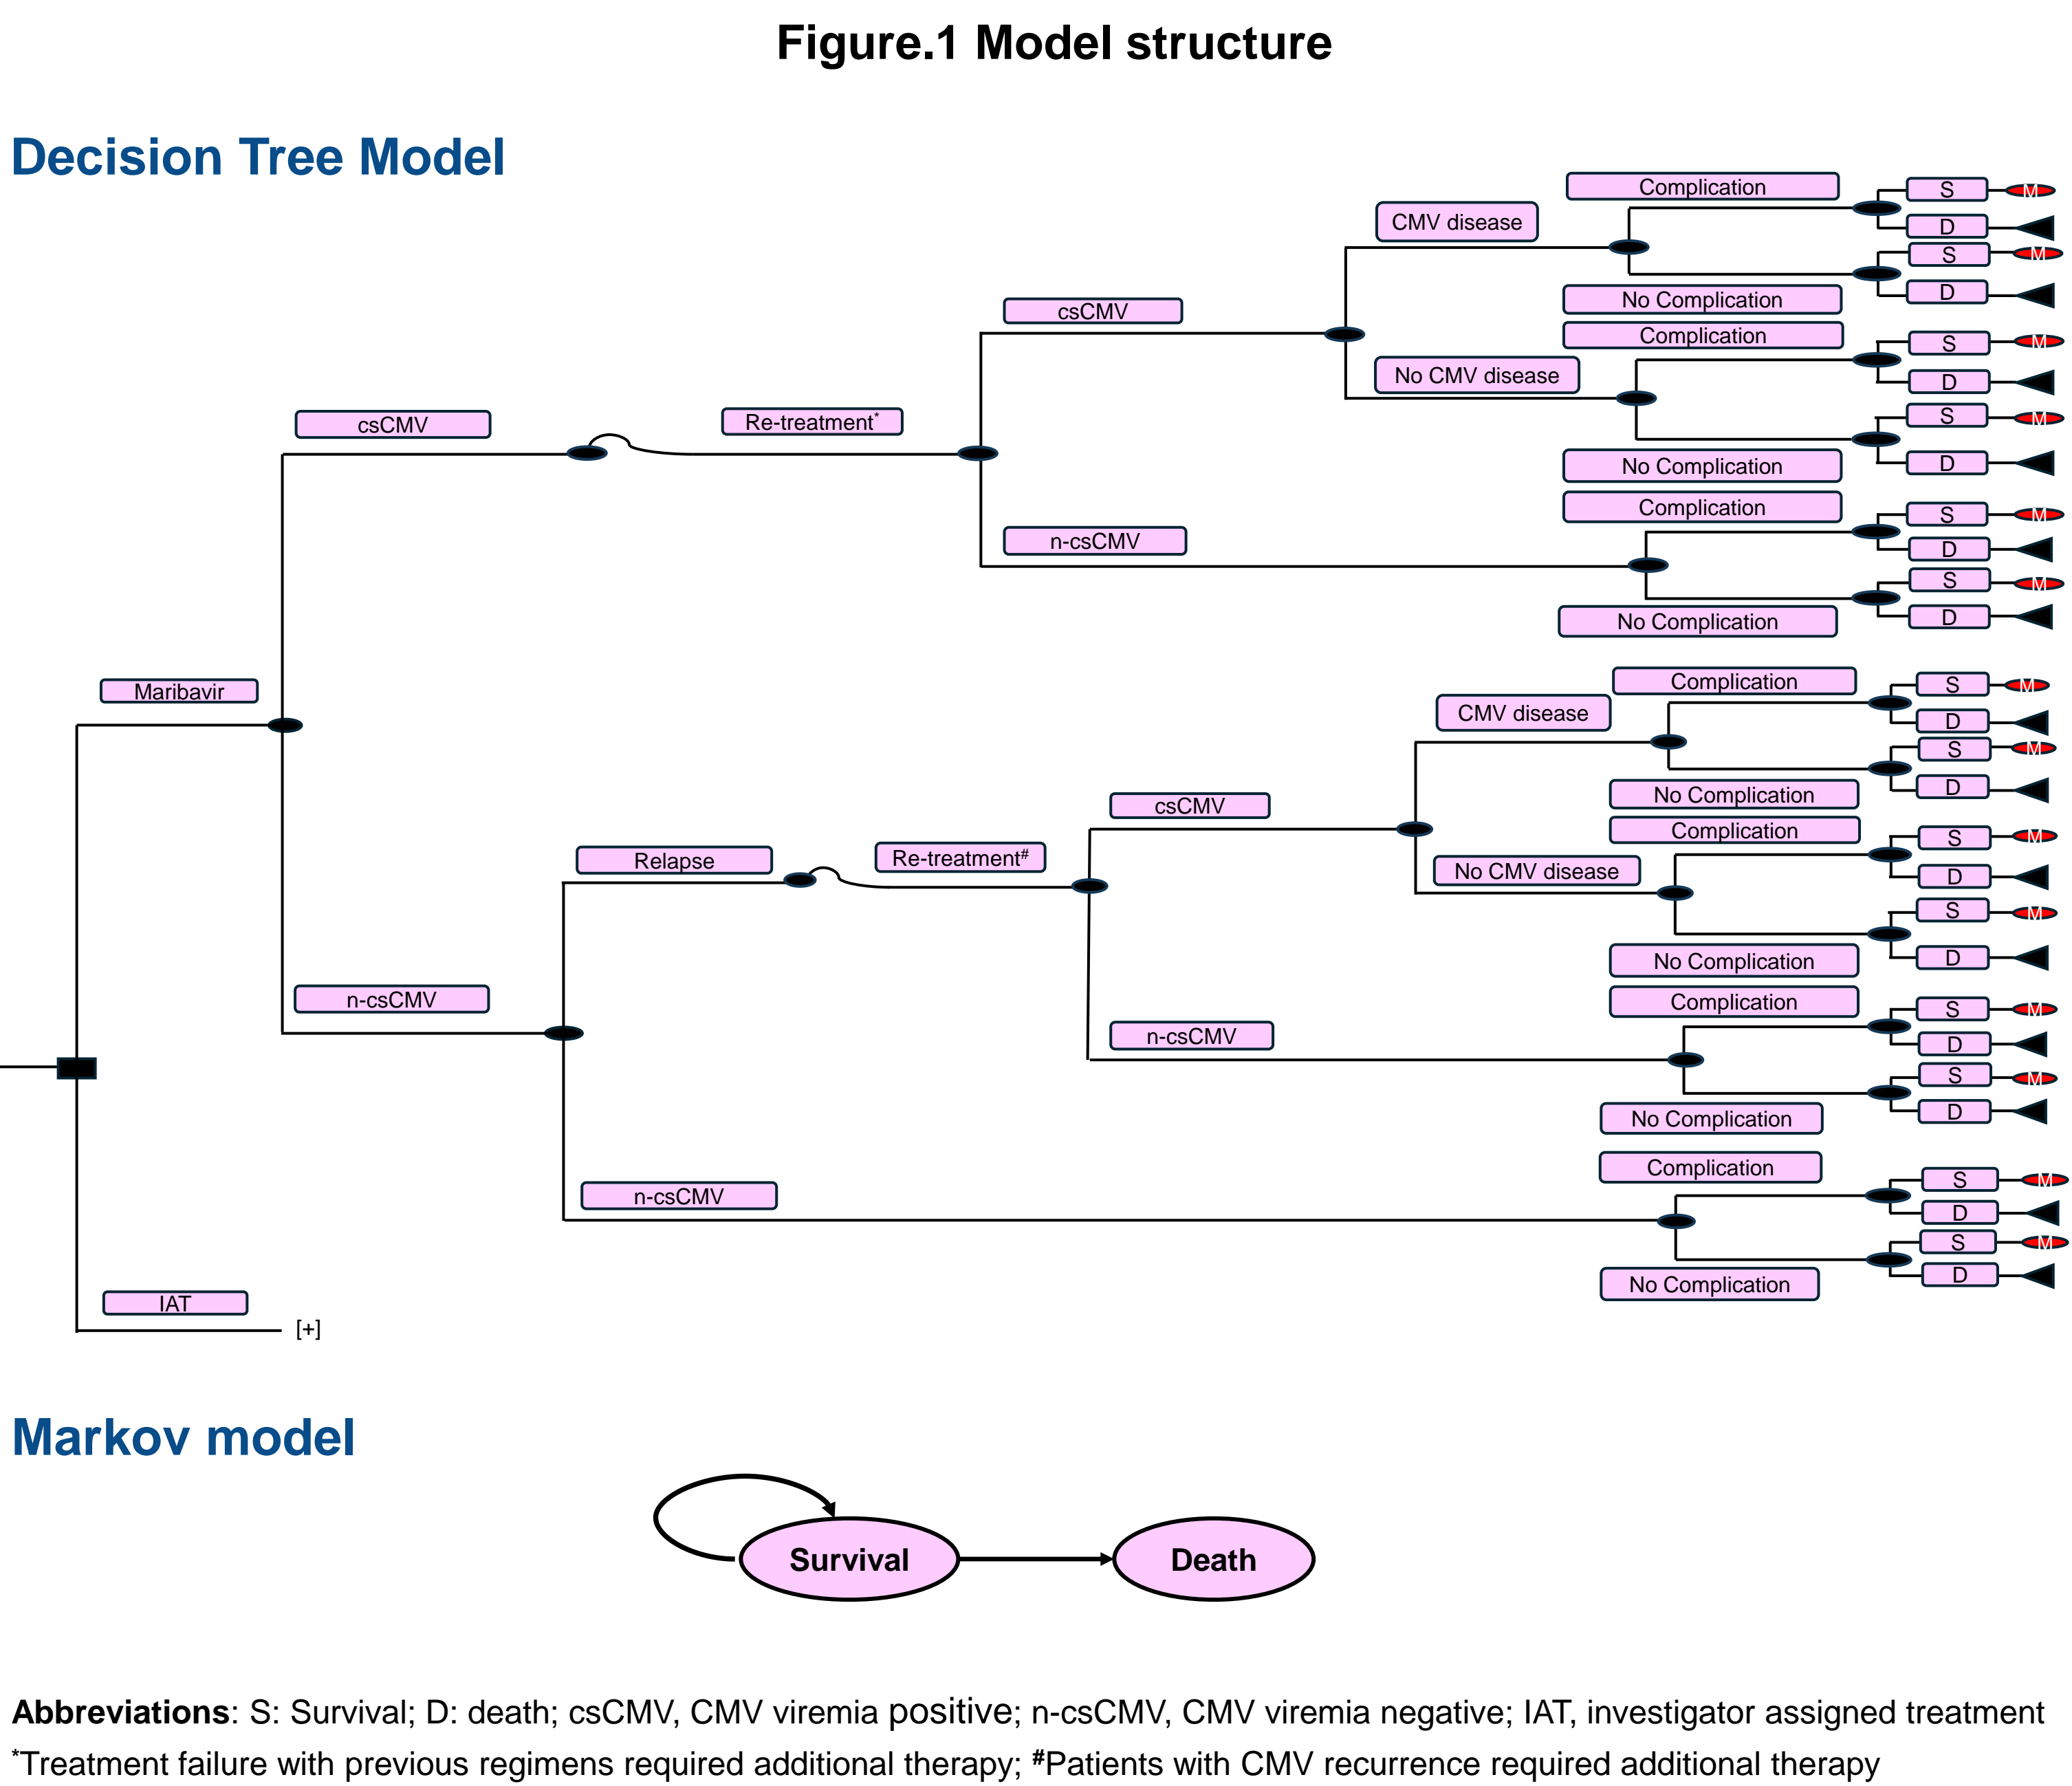 Figure.1 Model structure
Decision Tree Model
Complication
S
M
D
CMV disease
S
M
D
No Complication
csCMV
Complication
S
M
No CMV disease
D
csCMV
Re-treatment*
S
M
D
No Complication
Complication
S
M
n-csCMV
D
S
M
D
No Complication
Maribavir
Complication
S
M
CMV disease
D
S
M
D
No Complication
csCMV
Complication
S
M
Relapse
Re-treatment#
No CMV disease
D
S
M
D
No Complication
n-csCMV
Complication
S
M
n-csCMV
D
S
M
D
No Complication
Complication
n-csCMV
S
M
D
S
M
D
No Complication
IAT
[+]
Markov model
Survival
Death
Abbreviations: S: Survival; D: death; csCMV, CMV viremia positive; n-csCMV, CMV viremia negative; IAT, investigator assigned treatment
*Treatment failure with previous regimens required additional therapy; #Patients with CMV recurrence required additional therapy